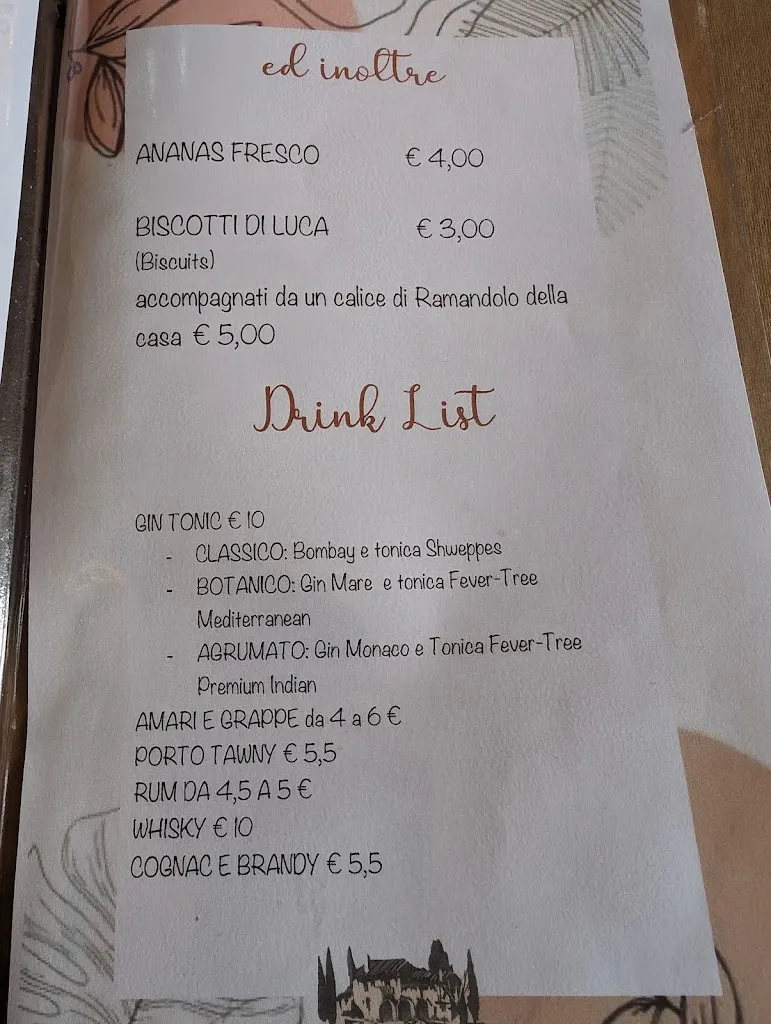 ed inoltre
ANANAS FRESCO € 4,00
BISCOTTI DI LUCA € 3,00
(Biscuits)
accompagnati da un calice di Ramandolo della
casa € 5,00
Drink List
GIN TONIC € 10
- CLASSICO: Bombay e tonica Shweppes
- BOTANICO: Gin Mare e tonica Fever-Tree
Mediterranean
- AGRUMATO: Gin Monaco e Tonica Fever-Tree
Premium Indian
AMARI E GRAPPE da 4 a 6 €
PORTO TAWNY € 5,5
RUM DA 4,5 A 5 €
WHISKY € 10
COGNAC E BRANDY € 5,5